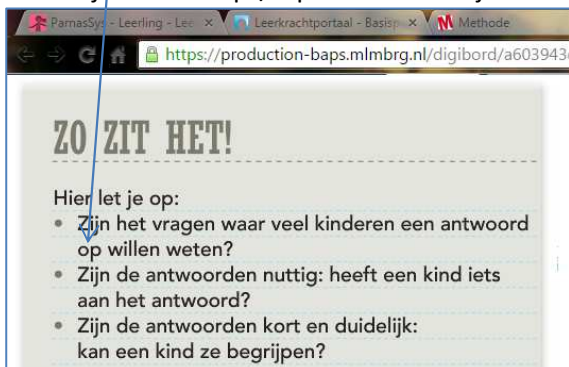 ParnasSys - Leerling - Lee
Leerkrachtportaal - Basisp
Methode
https://production-baps.mlmbrg.nl/digibord/a603943
ZO ZIT HET!
Hier let je op:
• Zijn het vragen waar veel kinderen een antwoord
op willen weten?
• Zijn de antwoorden nuttig: heeft een kind iets
aan het antwoord?
• Zijn de antwoorden kort en duidelijk:
kan een kind ze begrijpen?